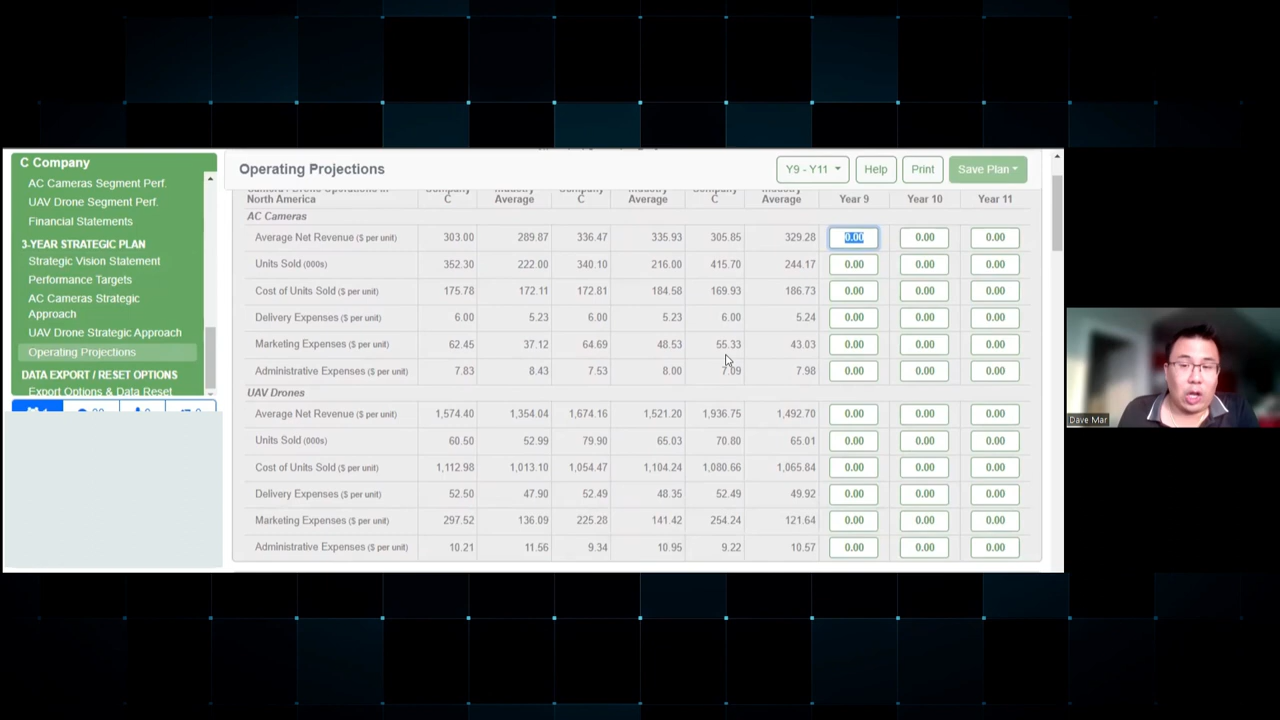 C Company
AC Cameras Segment Perf.
UAV Drone Segment Perf.
Financial Statements
3-YEAR STRATEGIC PLAN
Strategic Vision Statement
Performance Targets
AC Cameras Strategic
Approach
UAV Drone Strategic Approach
Operating Projections
DATA EXPORT / RESET OPTIONS
Export Options & Data Reset
Operating Projections
Y9 - Y11
Help
Print
Save Plan
North America C Average C Average C Average Year 9 Year 10 Year 11
AC Cameras
Average Net Revenue ($ per unit) 303.00 289.87 336.47 335.93 305.85 329.28 0.00 0.00 0.00
Units Sold (000s) 352.30 222.00 340.10 216.00 415.70 244.17 0.00 0.00 0.00
Cost of Units Sold ($ per unit) 175.78 172.11 172.81 184.58 169.93 186.73 0.00 0.00 0.00
Delivery Expenses ($ per unit) 6.00 5.23 6.00 5.23 6.00 5.24 0.00 0.00 0.00
Marketing Expenses ($ per unit) 62.45 37.12 64.69 48.53 55.33 43.03 0.00 0.00 0.00
Administrative Expenses ($ per unit) 7.83 8.43 7.53 8.00 7.98 0.00 0.00 0.00
UAV Drones
Average Net Revenue ($ per unit) 1,574.40 1,354.04 1,674.16 1,521.20 1,936.75 1,492.70 0.00 0.00 0.00
Units Sold (000s) 60.50 52.99 79.90 65.03 70.80 65.01 0.00 0.00 0.00
Cost of Units Sold ($ per unit) 1,112.98 1,013.10 1,054.47 1,104.24 1,080.66 1,065.84 0.00 0.00 0.00
Delivery Expenses ($ per unit) 52.50 47.90 52.49 48.35 52.49 49.92 0.00 0.00 0.00
Marketing Expenses ($ per unit) 297.52 136.09 225.28 141.42 254.24 121.64 0.00 0.00 0.00
Administrative Expenses ($ per unit) 10.21 11.56 9.34 10.95 9.22 10.57 0.00 0.00 0.00
Dave Mar